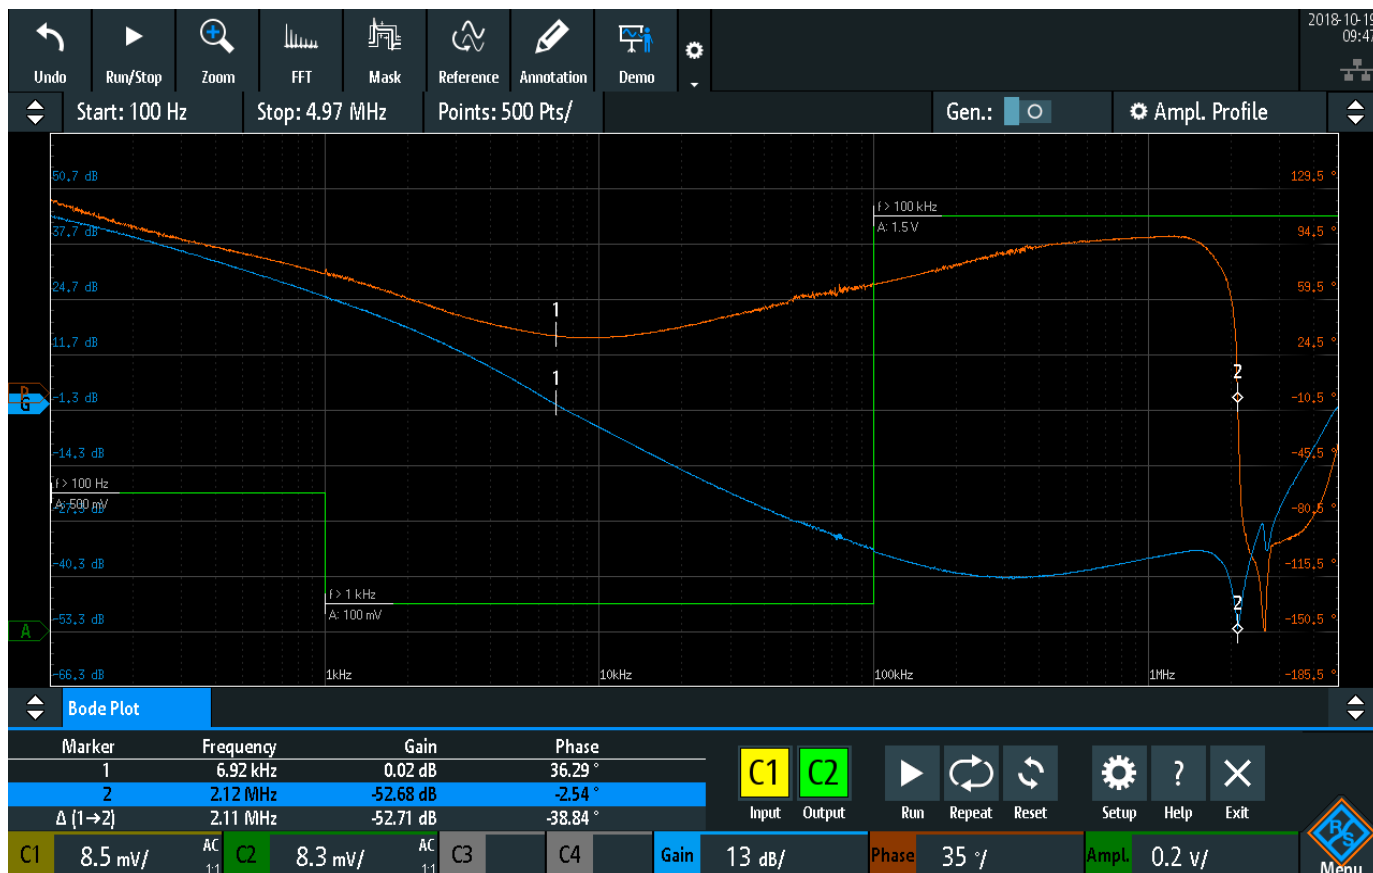 2018-10-19
09:47
Undo Run/Stop Zoom FFT Mask Reference Annotation Demo
Start: 100 Hz Stop: 4.97 MHz Points: 500 Pts/ Gen.: Ampl. Profile
50.7 dB 129.5 °
f> 100 kHz
37.7 dB A: 1.5 V 94.5 °
24.7 dB 59.5 °
1
11.7 dB 24.5 °
1 2
G -1.3 dB -10.5 °
-14.3 dB -45.5 °
f> 100 Hz
A: 500 mV -80.5 °
-40.3 dB -115.5 °
f> 1 kHz 2
A: 100 mV
A -53.3 dB -150.5 °
-66.3 dB 1kHz 10kHz 100kHz 1MHz -185.5 °
Bode Plot
Marker Frequency Gain Phase
1 6.92 kHz 0.02 dB 36.29 °
2 2.12 MHz -52.68 dB -2.54 °
Δ (1→2) 2.11 MHz -52.71 dB -38.84 °
C1 C2 ?
Input Output Run Repeat Reset Setup Help Exit
C1 8.5 mV/ AC 1:1 C2 8.3 mV/ AC 1:1 C3 C4 Gain 13 dB/ Phase 35 °/ Ampl. 0.2 V/ R&S Menu